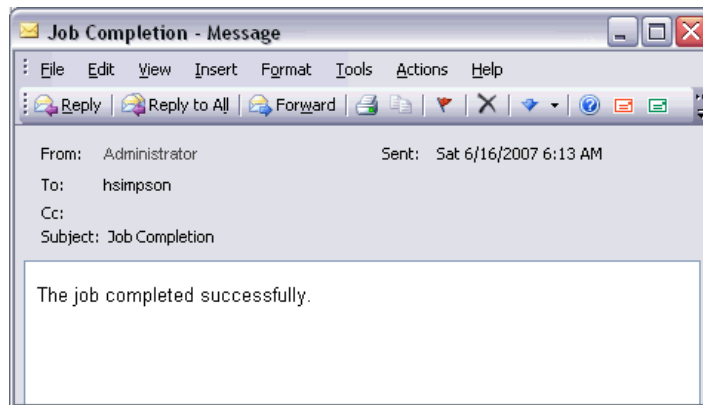 Job Completion - Message
File Edit View Insert Format Tools Actions Help
Reply Reply to All Forward
From: Administrator Sent: Sat 6/16/2007 6:13 AM
To: hsimpson
Cc:
Subject: Job Completion
The job completed successfully.